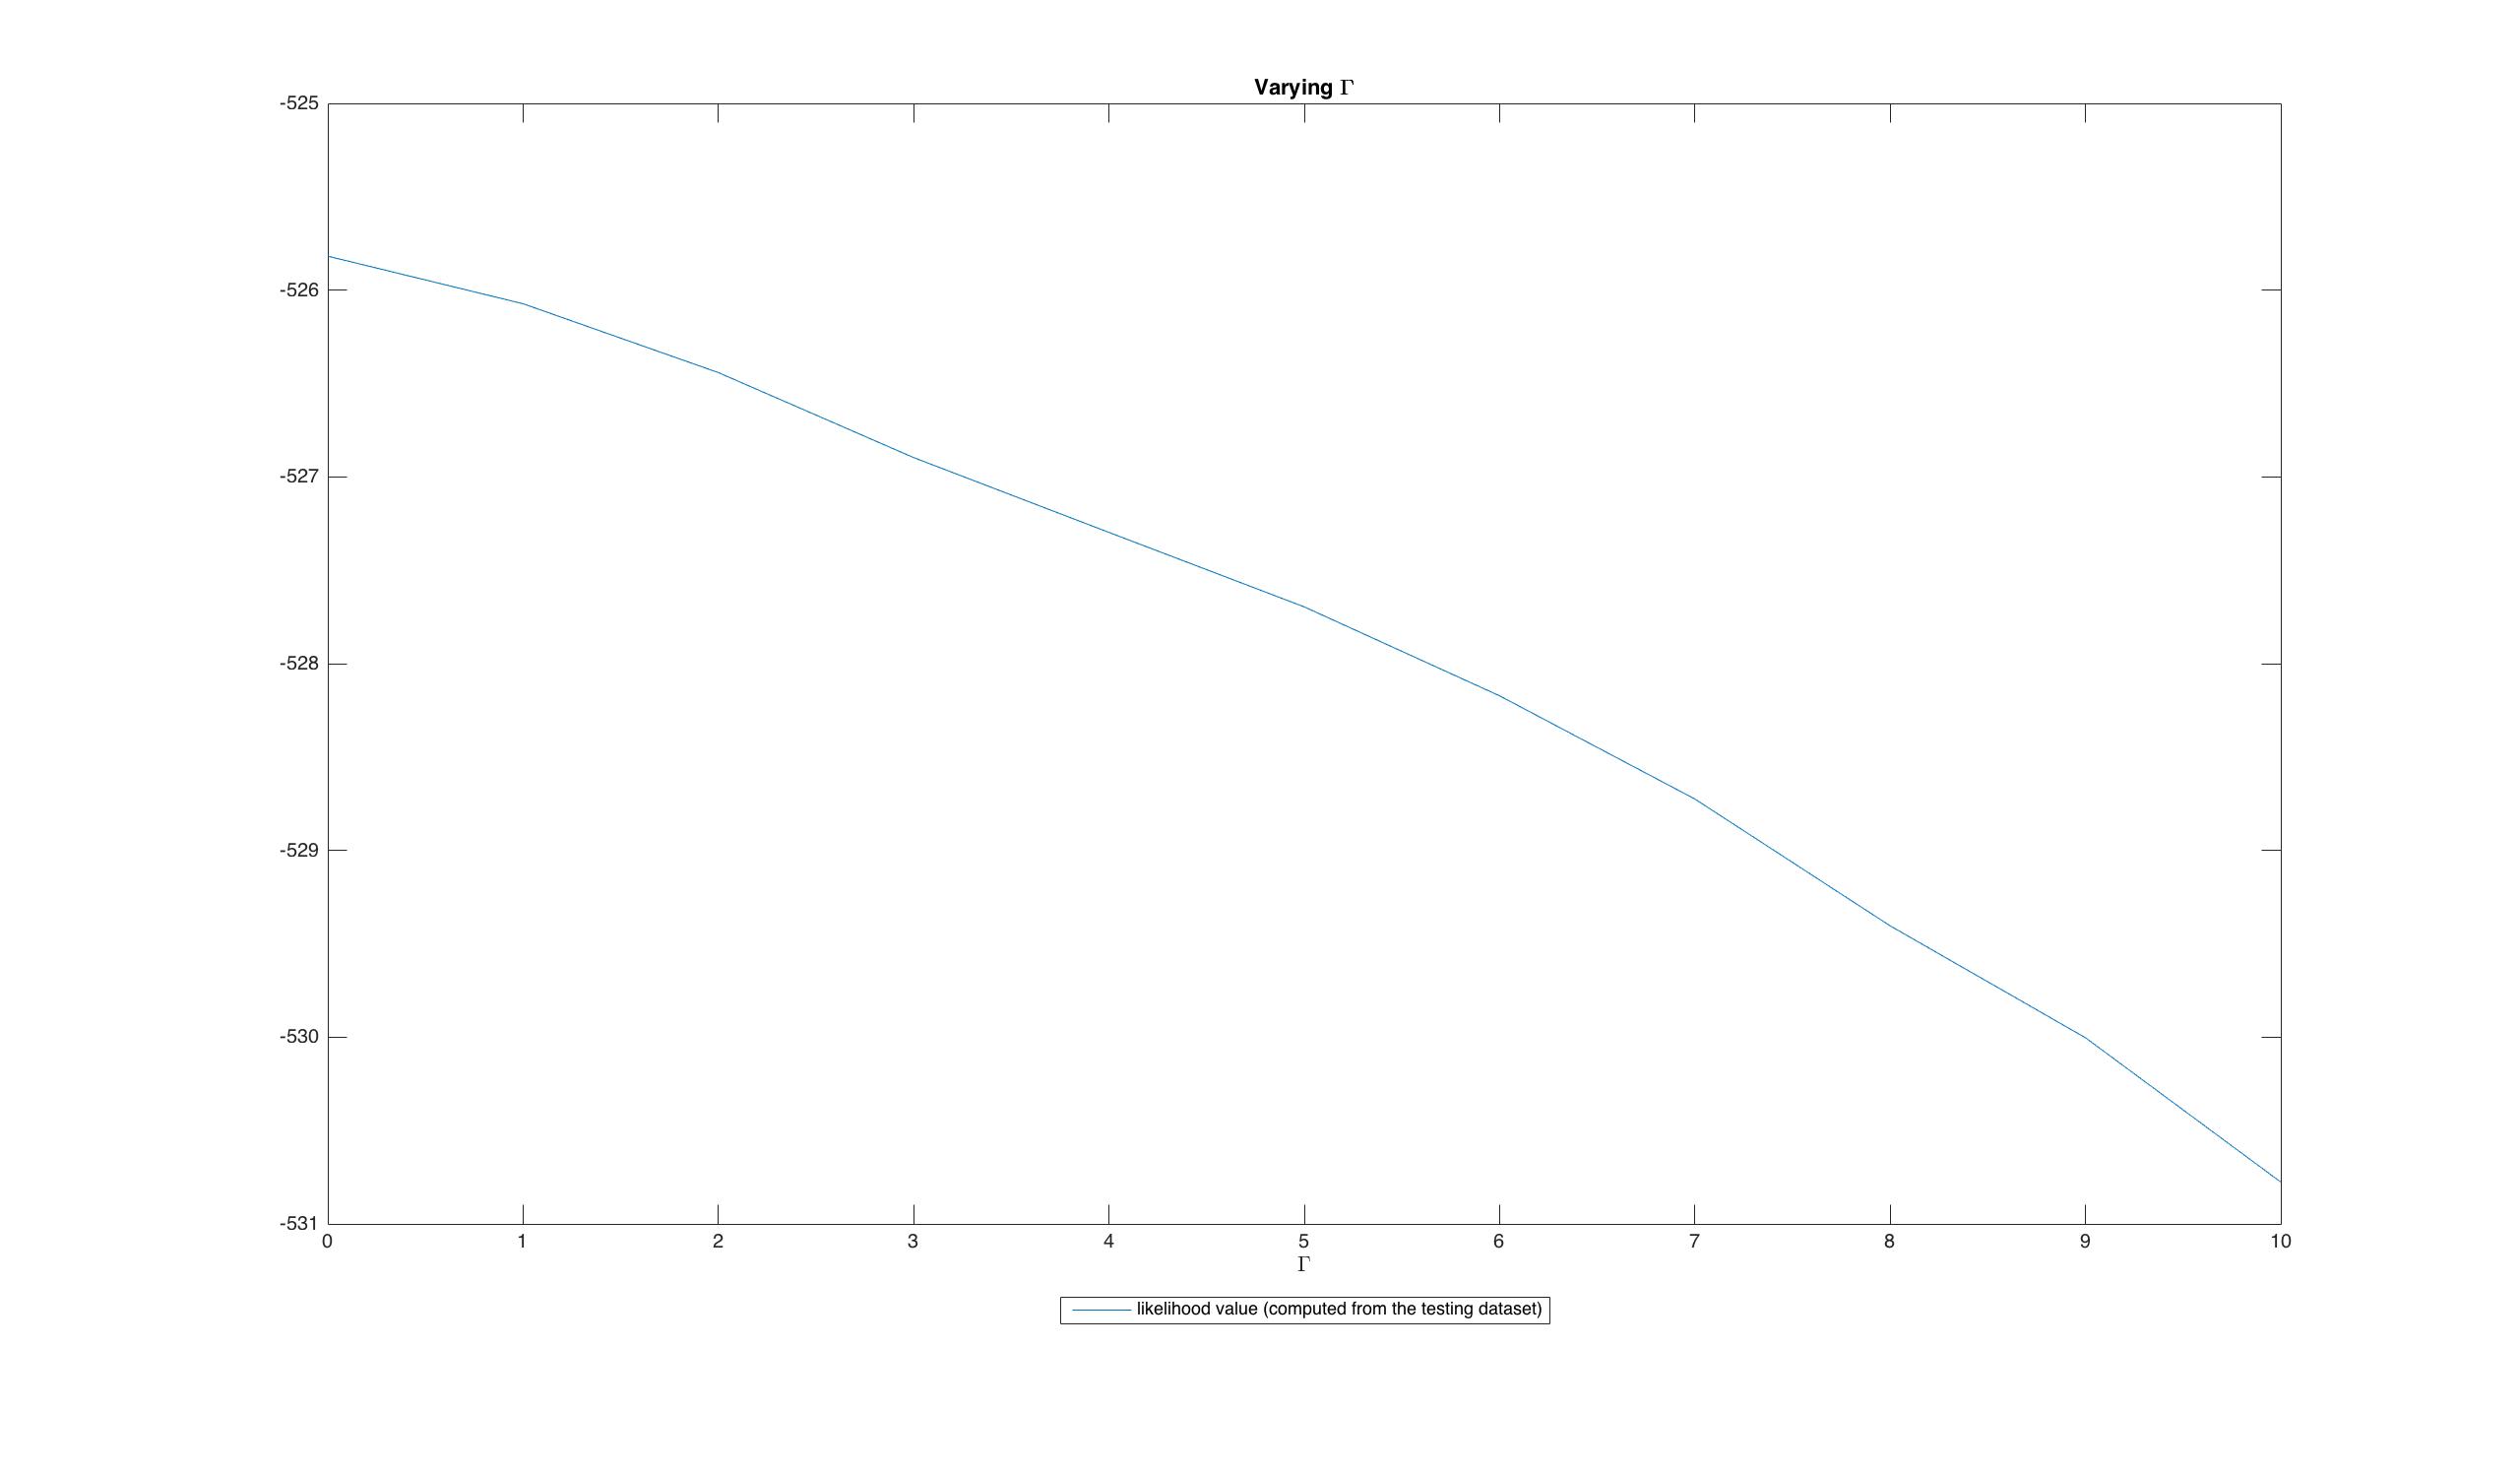 Varying Γ
-525
-526
-527
-528
-529
-530
-531
0 1 2 3 4 5 6 7 8 9 10
Γ
likelihood value (computed from the testing dataset)